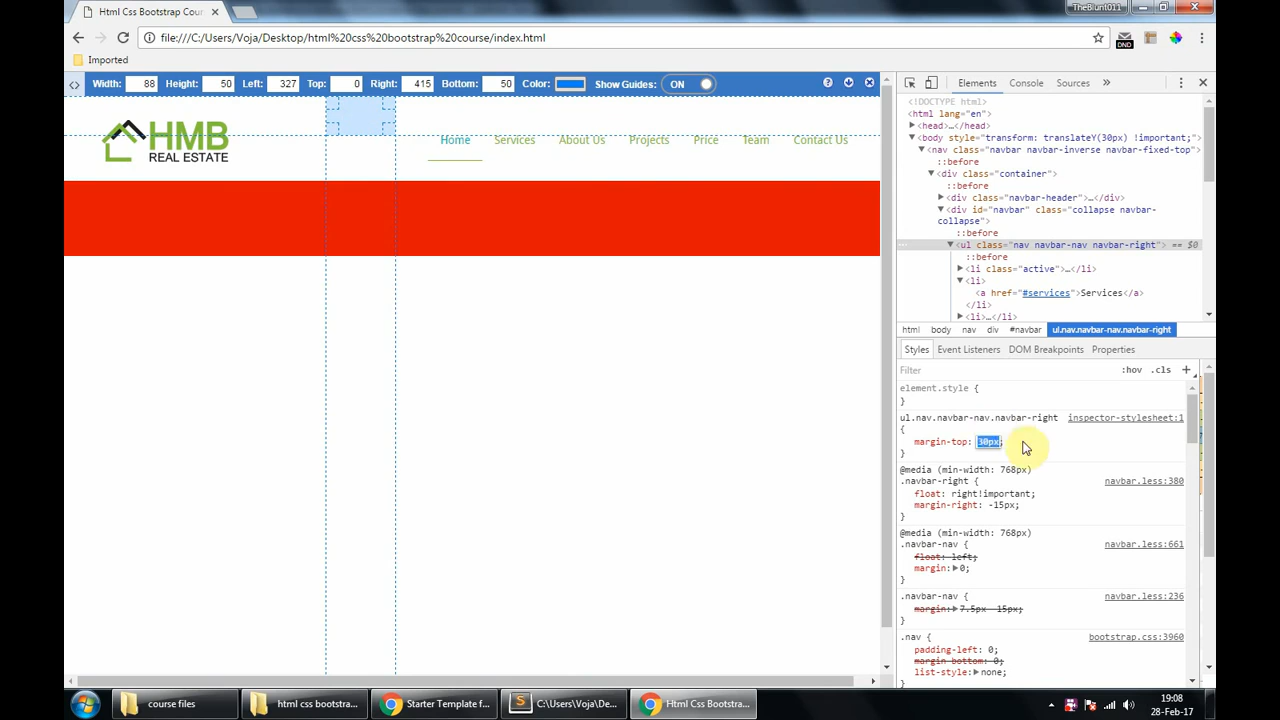 Html Css Bootstrap Cour
TheBlunt011
file:///C:/Users/Voja/Desktop/html%20css%20bootstrap%20course/index.html
DND
Imported
Width: 88 Height: 50 Left: 327 Top: 0 Right: 415 Bottom: 50 Color: Show Guides: ON
HMB
REAL ESTATE
Home Services About Us Projects Price Team Contact Us
Elements Console Sources »
<!DOCTYPE html>
<html lang="en">
<head>…</head>
<body style="transform: translateY(30px) !important;">
<nav class="navbar navbar-inverse navbar-fixed-top">
::before
<div class="container">
::before
<div class="navbar-header">…</div>
<div id="navbar" class="collapse navbar-
collapse">
::before
<ul class="nav navbar-nav navbar-right"> == $0
::before
<li class="active">…</li>
<li>
<a href="#services">Services</a>
</li>
<li>…</li>
html body nav div #navbar ul.nav.navbar-nav.navbar-right
Styles Event Listeners DOM Breakpoints Properties
Filter :hov .cls +
element.style {
}
ul.nav.navbar-nav.navbar-right inspector-stylesheet:1
{
margin-top: 30px;
}
@media (min-width: 768px)
.navbar-right { navbar.less:380
float: right!important;
margin-right: -15px;
}
@media (min-width: 768px)
.navbar-nav { navbar.less:661
float: left;
margin: 0;
}
.navbar-nav { navbar.less:236
margin: 7.5px -15px;
}
.nav { bootstrap.css:3960
padding-left: 0;
margin-bottom: 0;
list-style: none;
}
course files
html css bootstra...
Starter Template f...
C:\Users\Voja\De...
Html Css Bootstra...
19:08
28-Feb-17